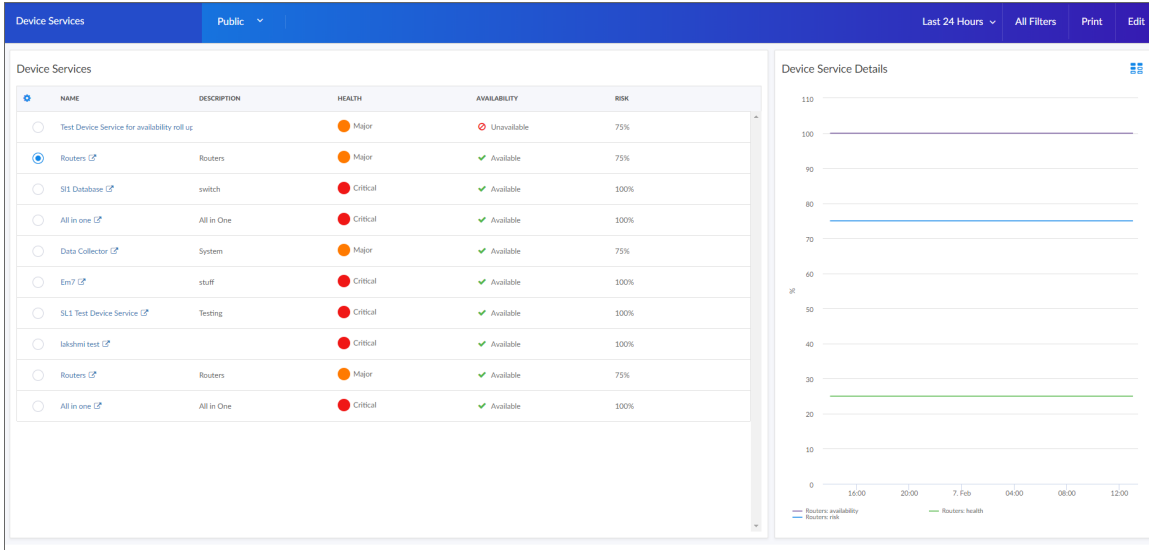 Device Services Public Last 24 Hours All Filters Print Edit
Device Services
NAME DESCRIPTION HEALTH AVAILABILITY RISK
Test Device Service for availability roll up Major Unavailable 75%
Routers Routers Major Available 75%
SI1 Database switch Critical Available 100%
All in one All in One Critical Available 100%
Data Collector System Major Available 75%
Em7 stuff Critical Available 100%
SL1 Test Device Service Testing Critical Available 100%
lakshmi test Critical Available 100%
Routers Routers Major Available 75%
All in one All in One Critical Available 100%
Device Service Details
110
100
90
80
70
60
%
50
40
30
20
10
0
16:00 20:00 7. Feb 04:00 08:00 12:00
Routers: availability Routers: health
Routers: risk